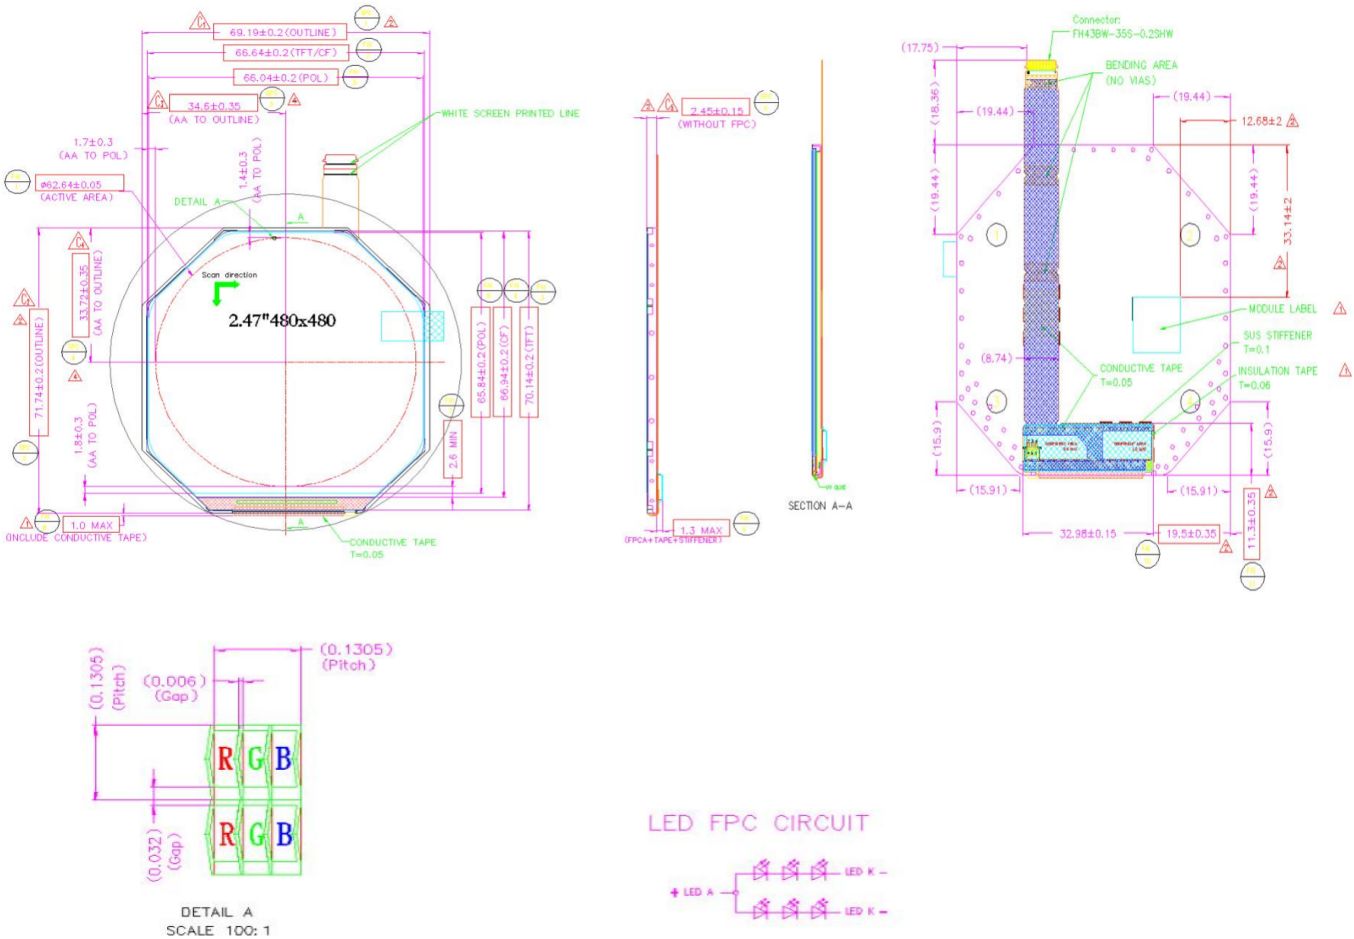 69.19±0.2(OUTLINE)
66.64±0.2(TFT/CF)
66.04±0.2(POL)
34.6±0.35
(AA TO OUTLINE)
1.7±0.3
(AA TO POL)
1.4±0.3
(AA TO POL)
ø62.64±0.05
(ACTIVE AREA)
WHITE SCREEN PRINTED LINE
DETAIL A
A
Scan direction
2.47"480x480
33.72±0.35
(AA TO OUTLINE)
71.74±0.2(OUTLINE)
1.8±0.3
(AA TO POL)
65.84±0.2(POL)
66.94±0.2(CF)
70.14±0.2(TFT)
2.6 MIN
1.0 MAX
(INCLUDE CONDUCTIVE TAPE)
A
CONDUCTIVE TAPE
T=0.05
2.45±0.15
(WITHOUT FPC)
1.3 MAX
(FPCA+TAPE+STIFFENER)
SECTION A-A
Connector:
FH43BW-35S-0.2SHW
(17.75)
BENDING AREA
(NO VIAS)
(18.36)
(19.44)
(19.44)
12.68±2
(19.44)
(19.44)
33.14±2
1
2
MODULE LABEL
SUS STIFFENER
T=0.1
(8.74)
CONDUCTIVE TAPE
T=0.05
INSULATION TAPE
T=0.06
3
4
(15.9)
(15.9)
(15.91)
(15.91)
32.98±0.15
19.5±0.35
11.3±0.35
(0.1305)
(Pitch)
(0.1305)
(Pitch)
(0.006)
(Gap)
R G B
R G B
(0.032)
(Gap)
DETAIL A
SCALE 100:1
LED FPC CIRCUIT
+ LED A
LED K -
LED K -